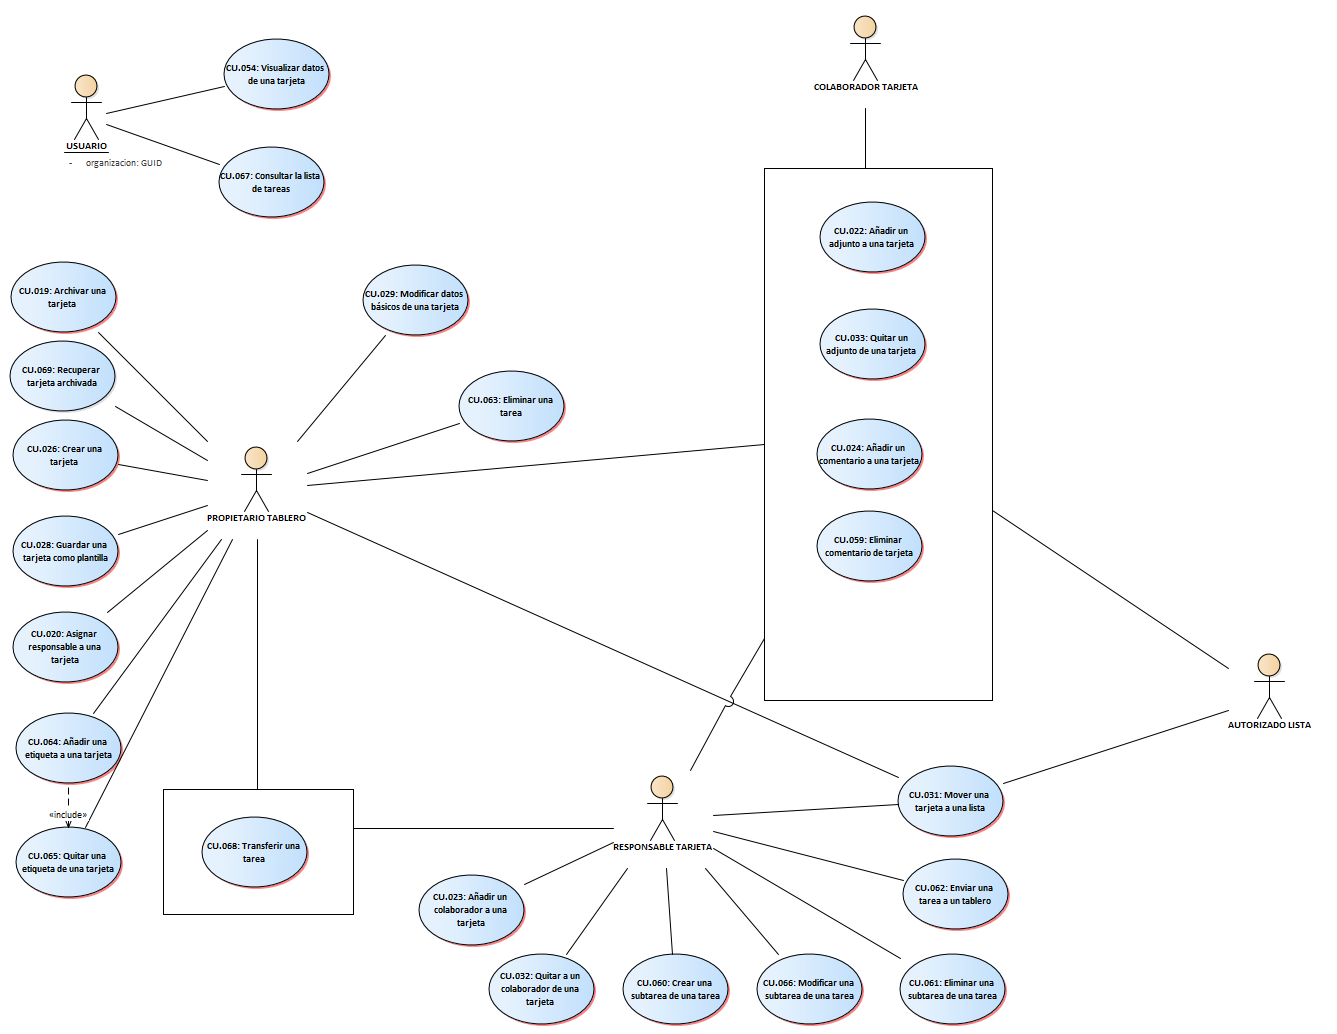 CU.054: Visualizar datos
de una tarjeta
COLABORADOR TARJETA
USUARIO
- organizacion: GUID
CU.067: Consultar la lista
de tareas
CU.022: Añadir un
adjunto a una tarjeta
CU.019: Archivar una
tarjeta
CU.029: Modificar datos
básicos de una tarjeta
CU.033: Quitar un
adjunto de una tarjeta
CU.069: Recuperar
tarjeta archivada
CU.063: Eliminar una
tarea
CU.026: Crear una
tarjeta
CU.024: Añadir un
comentario a una tarjeta
PROPIETARIO TABLERO
CU.028: Guardar una
tarjeta como plantilla
CU.059: Eliminar
comentario de tarjeta
CU.020: Asignar
responsable a una
tarjeta
AUTORIZADO LISTA
CU.064: Añadir una
etiqueta a una tarjeta
CU.031: Mover una
tarjeta a una lista
«include»
CU.065: Quitar una
etiqueta de una tarjeta
CU.068: Transferir una
tarea
RESPONSABLE TARJETA
CU.062: Enviar una
tarea a un tablero
CU.023: Añadir un
colaborador a una
tarjeta
CU.032: Quitar a un
colaborador de una
tarjeta
CU.060: Crear una
subtarea de una tarea
CU.066: Modificar una
subtarea de una tarea
CU.061: Eliminar una
subtarea de una tarea